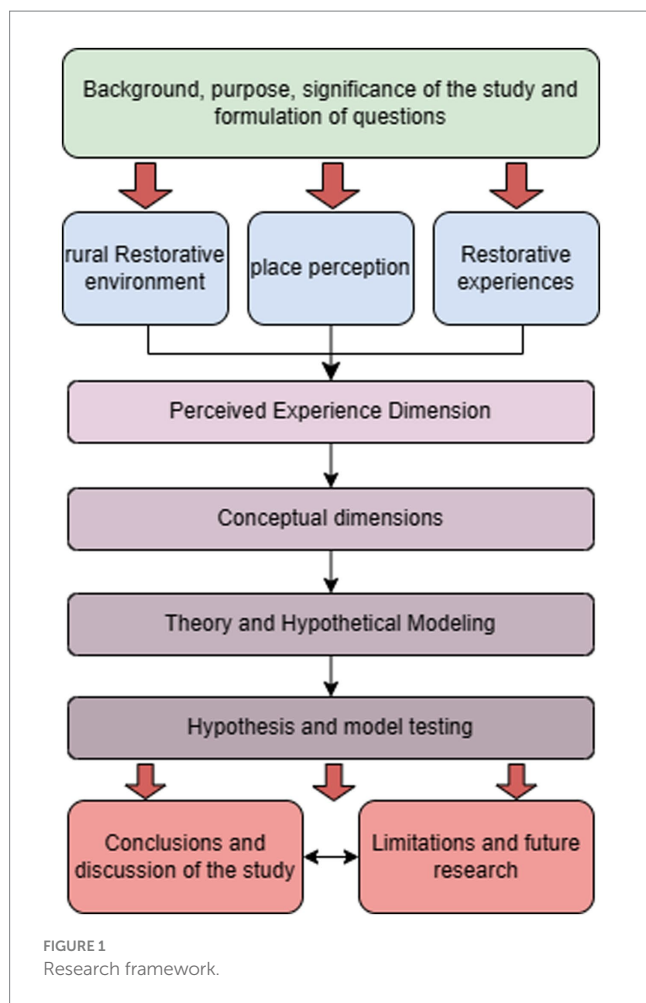 Background, purpose, significance of the study and
formulation of questions
rural Restorative
environment
place perception
Restorative
experiences
Perceived Experience Dimension
Conceptual dimensions
Theory and Hypothetical Modeling
Hypothesis and model testing
Conclusions and
discussion of the study
Limitations and future
research
FIGURE 1
Research framework.